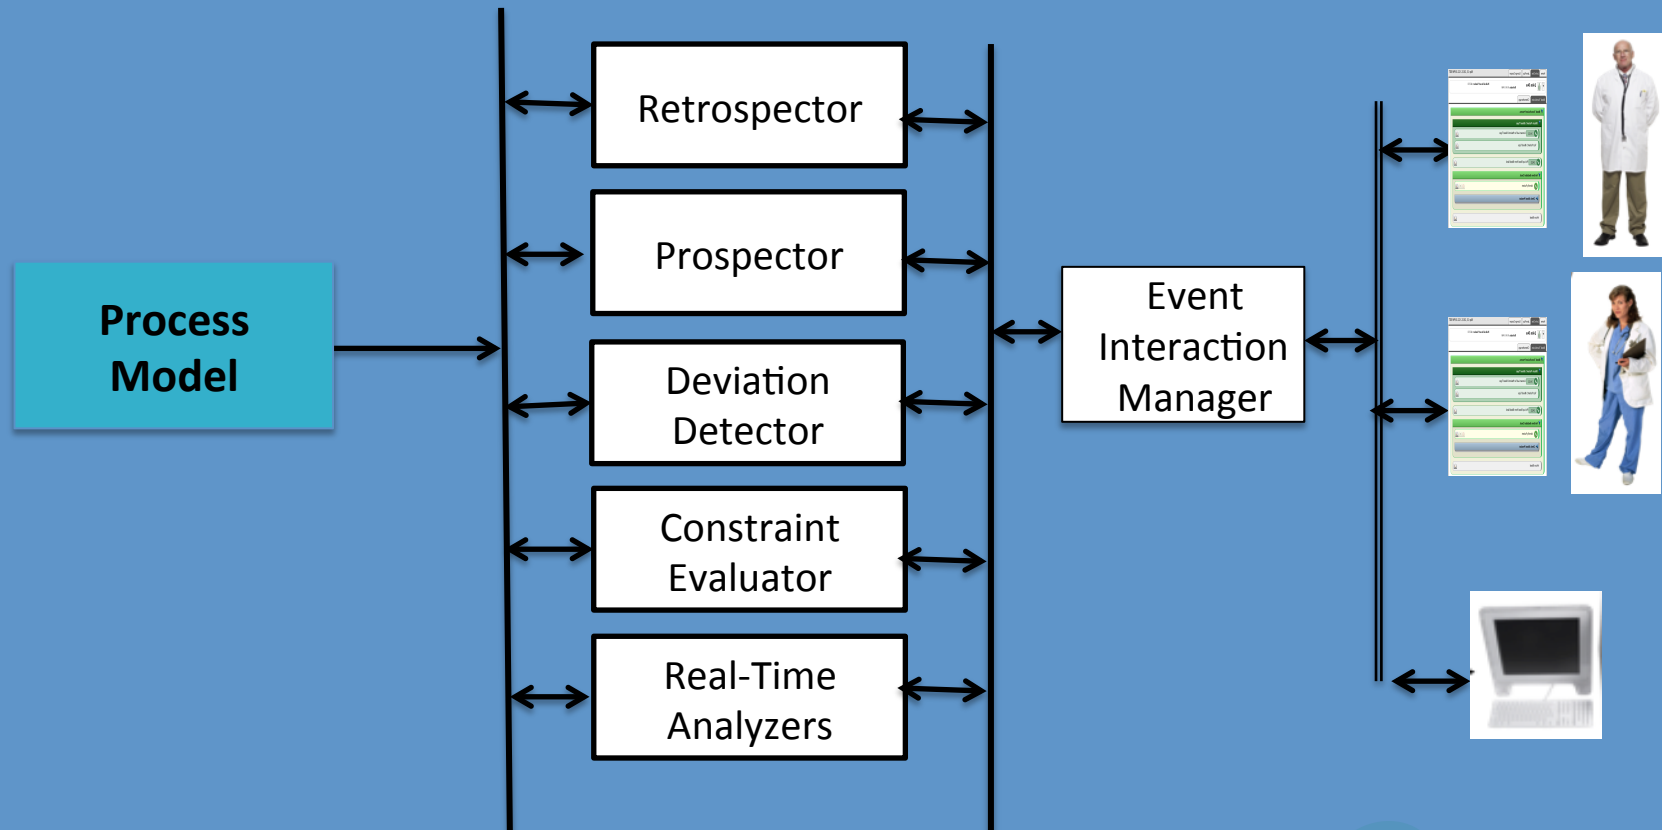 Process
Model
Retrospector
Prospector
Deviation
Detector
Constraint
Evaluator
Real-Time
Analyzers
Event
Interaction
Manager